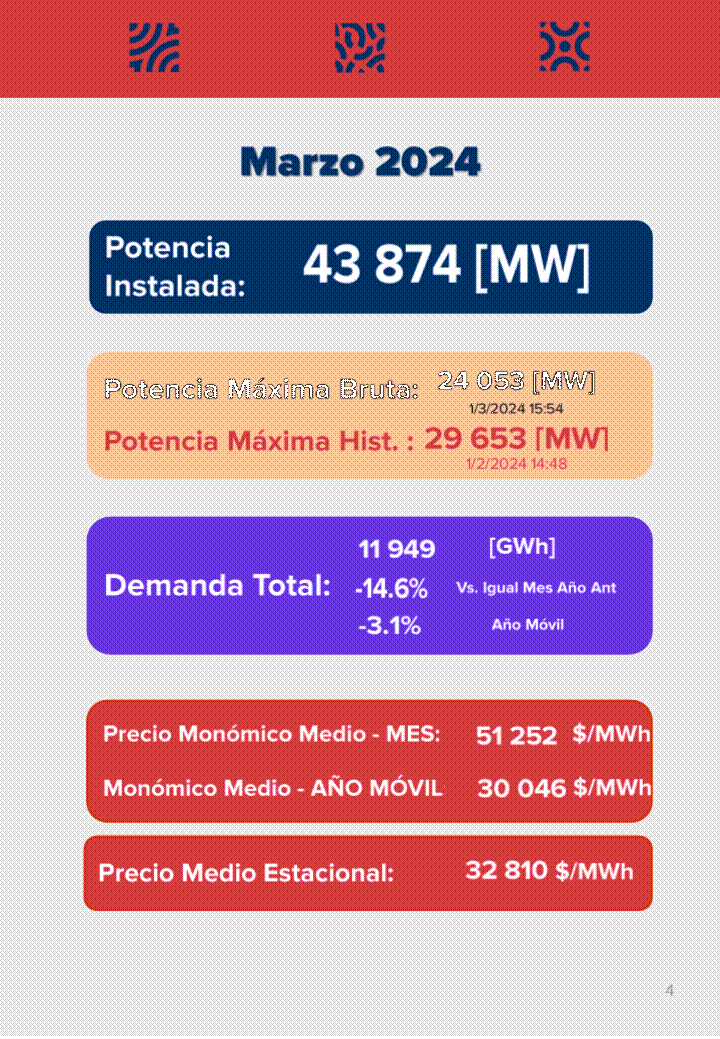 Marzo 2024
Potencia
Instalada:
43 874 [MW]
Potencia Máxima Bruta: 24 053 [MW]
1/3/2024 15:54
Potencia Máxima Hist. : 29 653 [MW]
1/2/2024 14:48
Demanda Total:
11 949 [GWh]
-14.6% Vs. Igual Mes Año Ant
-3.1% Año Móvil
Precio Monómico Medio - MES: 51 252 $/MWh
Monómico Medio - AÑO MÓVIL 30 046 $/MWh
Precio Medio Estacional: 32 810 $/MWh
4